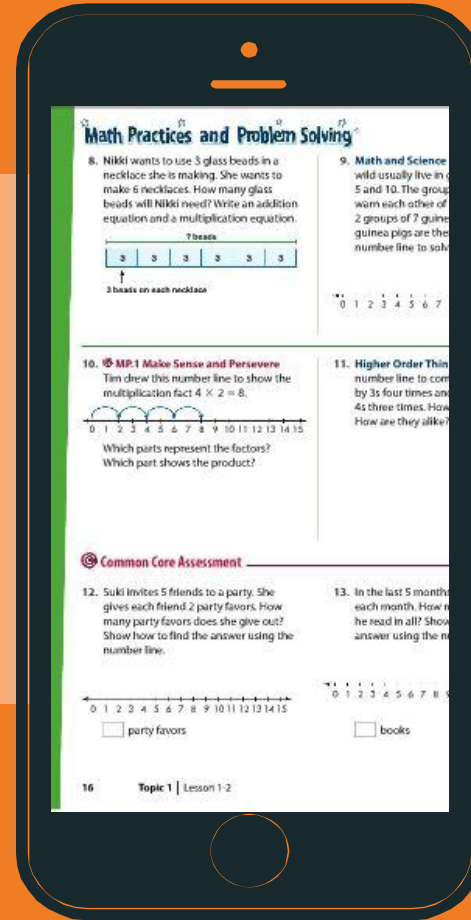 Math Practices and Problem Solving
8. Nikki wants to use 3 glass beads in a
necklace she is making. She wants to
make 6 necklaces. How many glass
beads will Nikki need? Write an addition
equation and a multiplication equation.
? beads
3 3 3 3 3 3
3 beads on each necklace
9. Math and Science
wild usually live in
5 and 10. The group
warn each other of
2 groups of 7 guine
guinea pigs are the
number line to solv
0 1 2 3 4 5 6 7
10. MP.1 Make Sense and Persevere
Tim drew this number line to show the
multiplication fact 4 × 2 = 8.
0 1 2 3 4 5 6 7 8 9 10 11 12 13 14 15
Which parts represent the factors?
Which part shows the product?
11. Higher Order Thin
number line to com
by 3s four times and
4s three times. How
How are they alike?
Common Core Assessment
12. Suki invites 5 friends to a party. She
gives each friend 2 party favors. How
many party favors does she give out?
Show how to find the answer using the
number line.
0 1 2 3 4 5 6 7 8 9 10 11 12 13 14 15
party favors
13. In the last 5 months
each month. How
he read in all? Show
answer using the
0 1 2 3 4 5 6 7 8 9
books
16 Topic 1 | Lesson 1-2